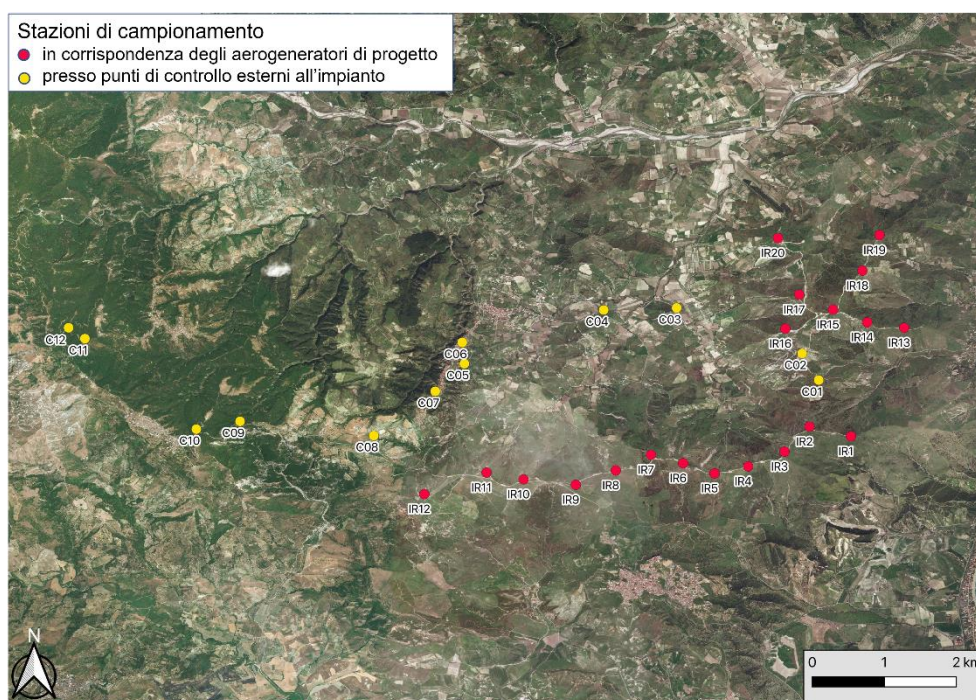 Stazioni di campionamento
in corrispondenza degli aerogeneratori di progetto
presso punti di controllo esterni all'impianto
IR20
IR19
IR18
IR17
C04
C03
IR15
IR14
IR13
IR16
C12
C11
C06
C02
C05
C01
C07
C10
C09
C08
IR2
IR1
IR3
IR7
IR6
IR5
IR4
IR8
IR11
IR10
IR9
IR12
N
0 1 2 km